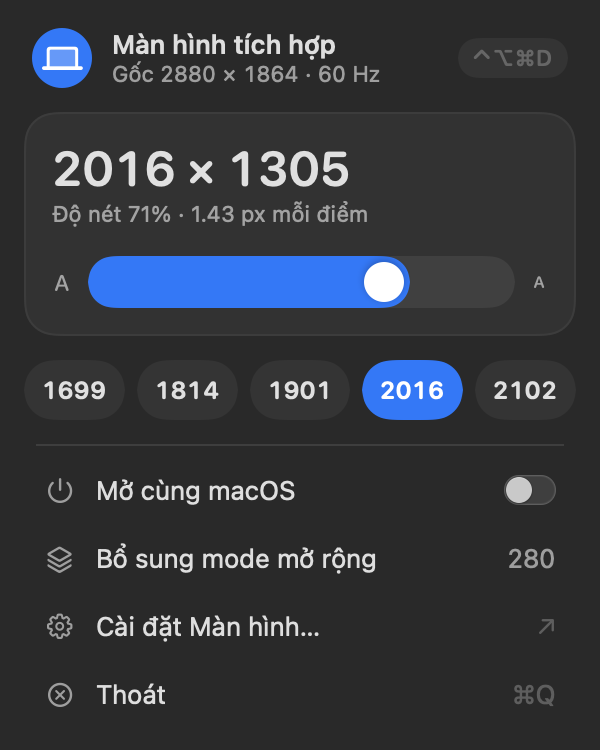 Màn hình tích hợp
Gốc 2880 × 1864 · 60 Hz
^⌥⌘D
2016 × 1305
Độ nét 71% · 1.43 px mỗi điểm
A
A
1699 1814 1901 2016 2102
Mở cùng macOS
Bổ sung mode mở rộng 280
Cài đặt Màn hình...
Thoát ⌘Q